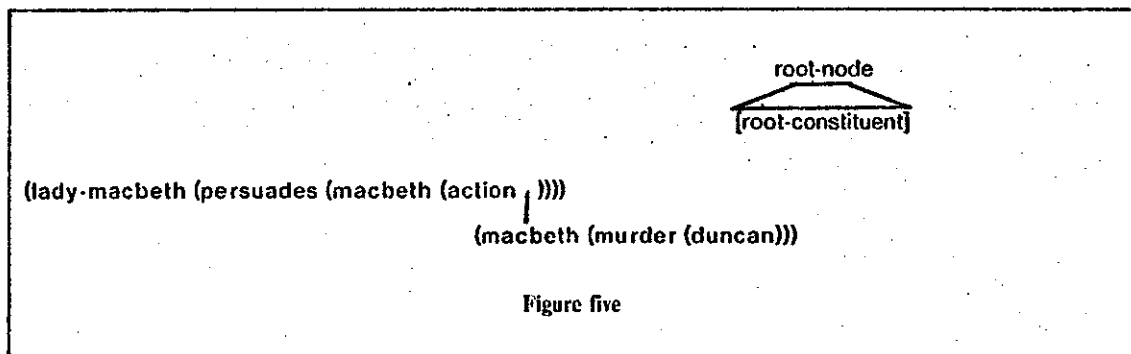 root-node
[root-constituent]
(lady-macbeth (persuades (macbeth (action , ))))
(macbeth (murder (duncan)))
Figure five